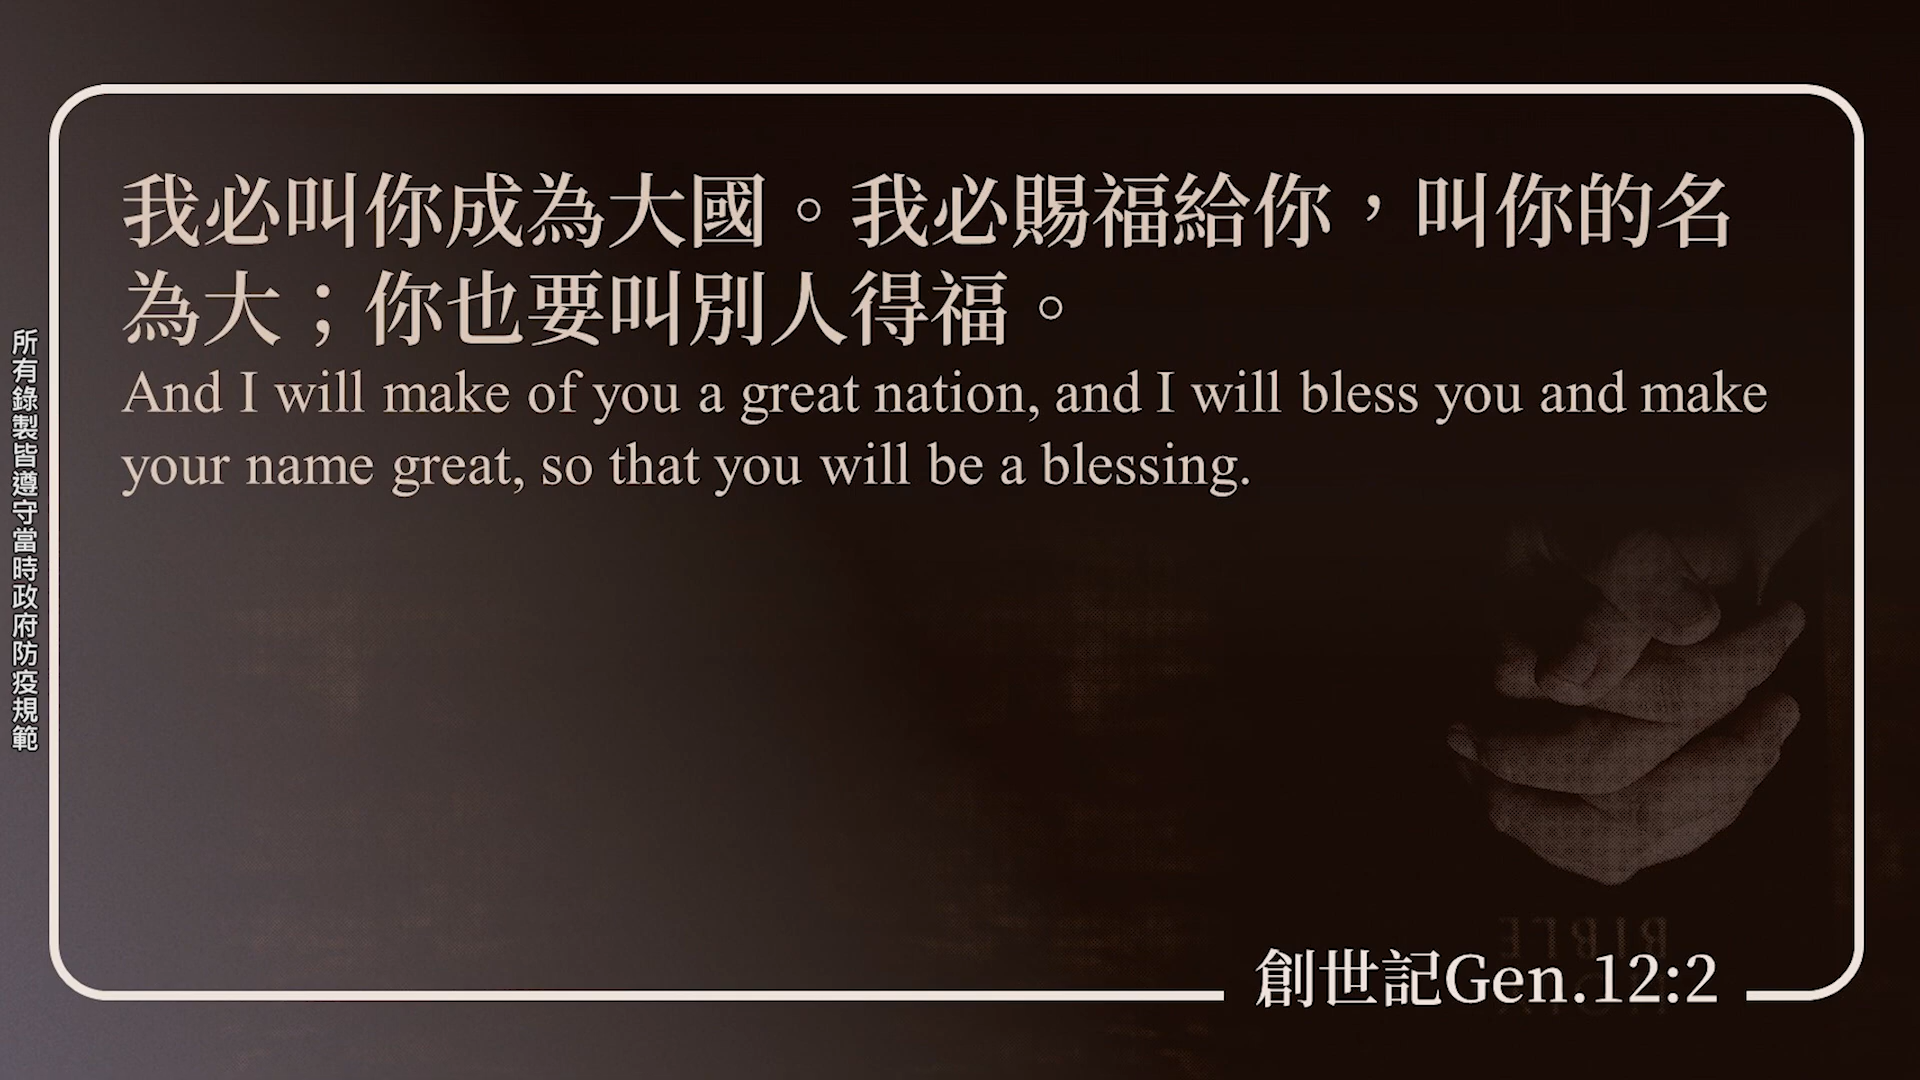 我必叫你成為大國。我必賜福給你，叫你的名
為大；你也要叫別人得福。
And I will make of you a great nation, and I will bless you and make
your name great, so that you will be a blessing.
創世記Gen.12:2
所有錄製皆遵守當時政府防疫規範
BIBLE